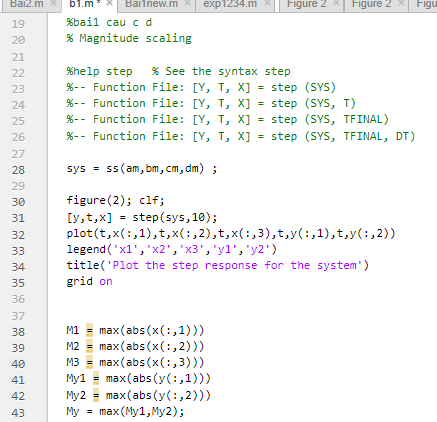 Bai2.m × b1.m * × Bai1new.m × exp1234.m × Figure 2 × Figure 2 × Figu
19 %bai1 cau c d
20 % Magnitude scaling
21
22 %help step % See the syntax step
23 %-- Function File: [Y, T, X] = step (SYS)
24 %-- Function File: [Y, T, X] = step (SYS, T)
25 %-- Function File: [Y, T, X] = step (SYS, TFINAL)
26 %-- Function File: [Y, T, X] = step (SYS, TFINAL, DT)
27
28 sys = ss(am,bm,cm,dm) ;
29
30 figure(2); clf;
31 [y,t,x] = step(sys,10);
32 plot(t,x(:,1),t,x(:,2),t,x(:,3),t,y(:,1),t,y(:,2))
33 legend('x1','x2','x3','y1','y2')
34 title('Plot the step response for the system')
35 grid on
36
37
38 M1 = max(abs(x(:,1)))
39 M2 = max(abs(x(:,2)))
40 M3 = max(abs(x(:,3)))
41 My1 = max(abs(y(:,1)))
42 My2 = max(abs(y(:,2)))
43 My = max(My1,My2);